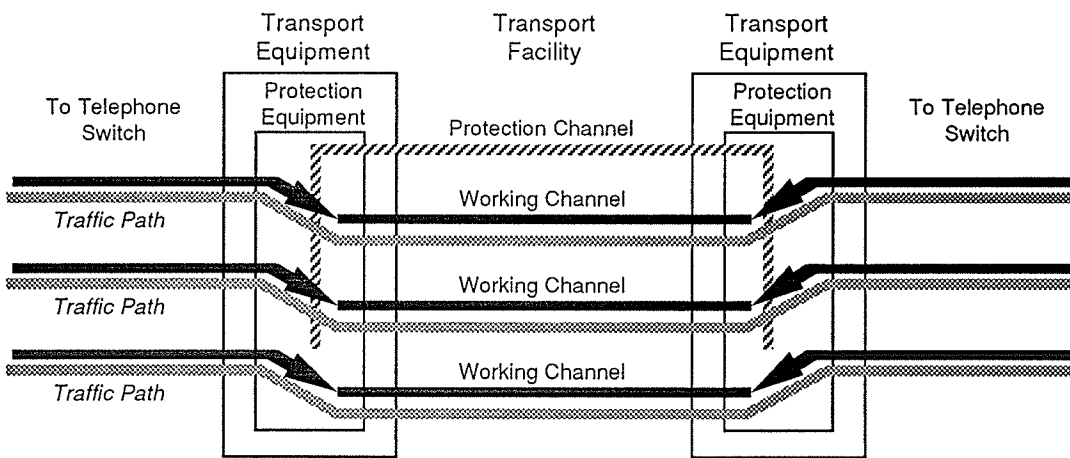 Transport
Equipment
Transport
Facility
Transport
Equipment
To Telephone
Switch
Protection
Equipment
Protection Channel
Protection
Equipment
To Telephone
Switch
Working Channel
Traffic Path
Working Channel
Traffic Path
Working Channel
Traffic Path